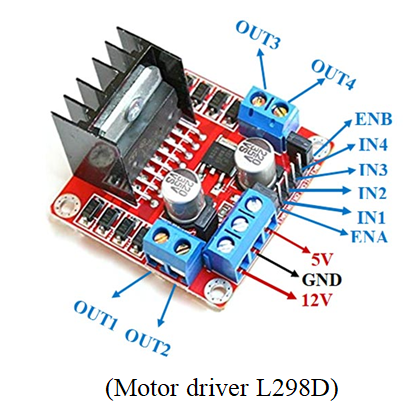 OUT3
OUT4
ENB
IN4
IN3
IN2
IN1
ENA
5V
GND
12V
OUT1 OUT2
(Motor driver L298D)